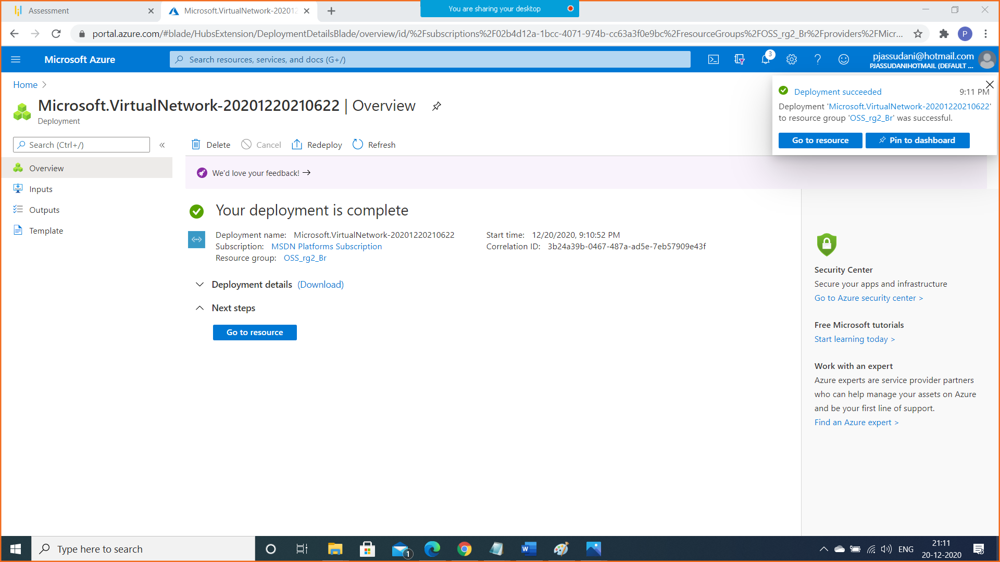 Assessment
Microsoft.VirtualNetwork-202012
You are sharing your desktop
portal.azure.com/#blade/HubsExtension/DeploymentDetailsBlade/overview/id/%2Fsubscriptions%2F02b4d12a-1bcc-4071-974b-cc63a3f0e9bc%2FresourceGroups%2FOSS_rg2_Br%2Fproviders%2FMicr...
P
Microsoft Azure
Search resources, services, and docs (G+/)
3
pjassudani@hotmail.com
PJASSUDANIHOTMAIL (DEFAULT ...
Home
Microsoft.VirtualNetwork-20201220210622 | Overview
Deployment
Deployment succeeded 9:11 PM
Deployment 'Microsoft.VirtualNetwork-20201220210622'
to resource group 'OSS_rg2_Br' was successful.
Go to resource
Pin to dashboard
Search (Ctrl+/)
«
Delete
Cancel
Redeploy
Refresh
Overview
Inputs
Outputs
Template
We'd love your feedback! →
Your deployment is complete
Deployment name: Microsoft.VirtualNetwork-20201220210622
Subscription: MSDN Platforms Subscription
Resource group: OSS_rg2_Br
Start time: 12/20/2020, 9:10:52 PM
Correlation ID: 3b24a39b-0467-487a-ad5e-7eb57909e43f
Deployment details (Download)
Next steps
Go to resource
Security Center
Secure your apps and infrastructure
Go to Azure security center >
Free Microsoft tutorials
Start learning today >
Work with an expert
Azure experts are service provider partners
who can help manage your assets on Azure
and be your first line of support.
Find an Azure expert >
Type here to search
1
ENG
21:11
20-12-2020